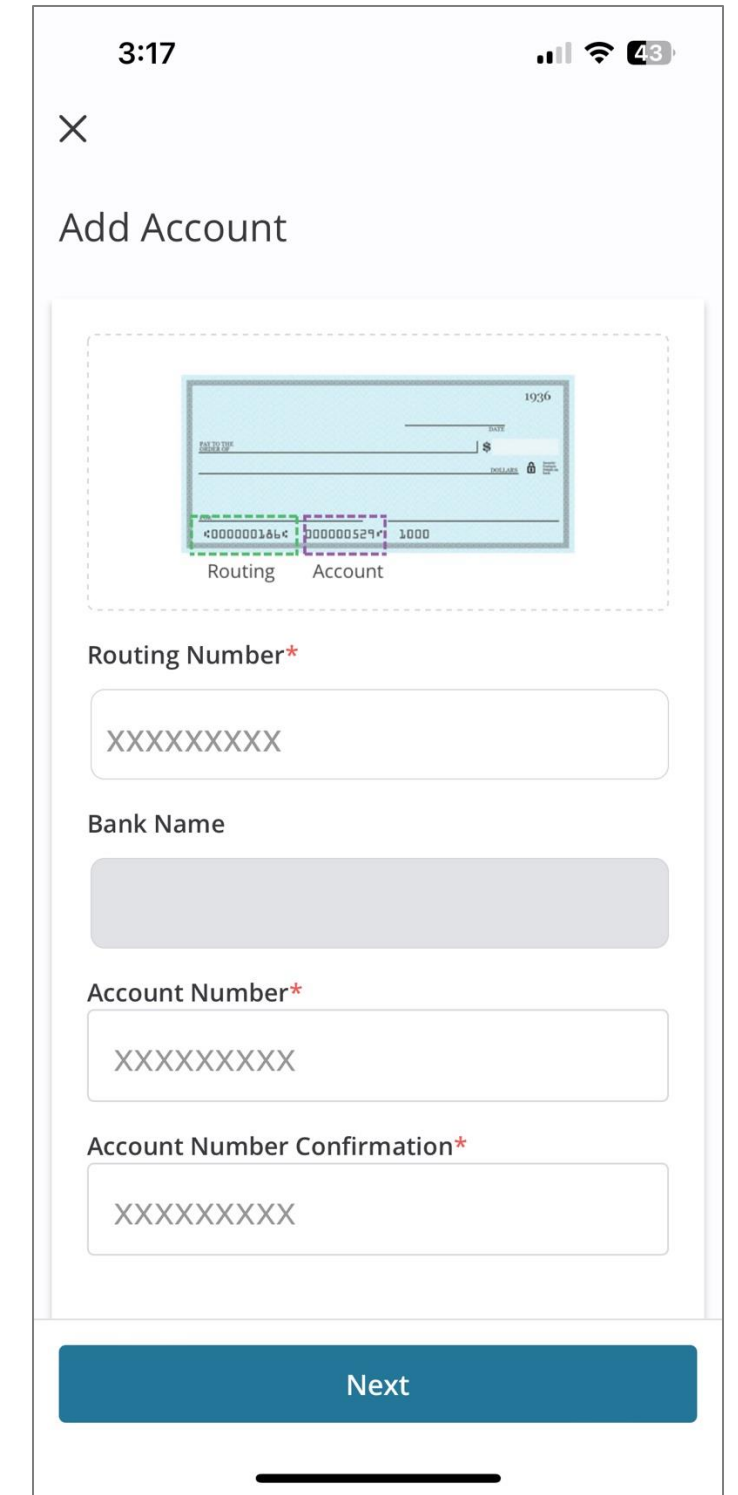 3:17
43
Add Account
1936
DATE
PAY TO THE
ORDER OF
$
DOLLARS
⑆000000186⑆ 000000529⑈ 1000
Routing Account
Routing Number*
XXXXXXXXX
Bank Name
Account Number*
XXXXXXXXX
Account Number Confirmation*
XXXXXXXXX
Next